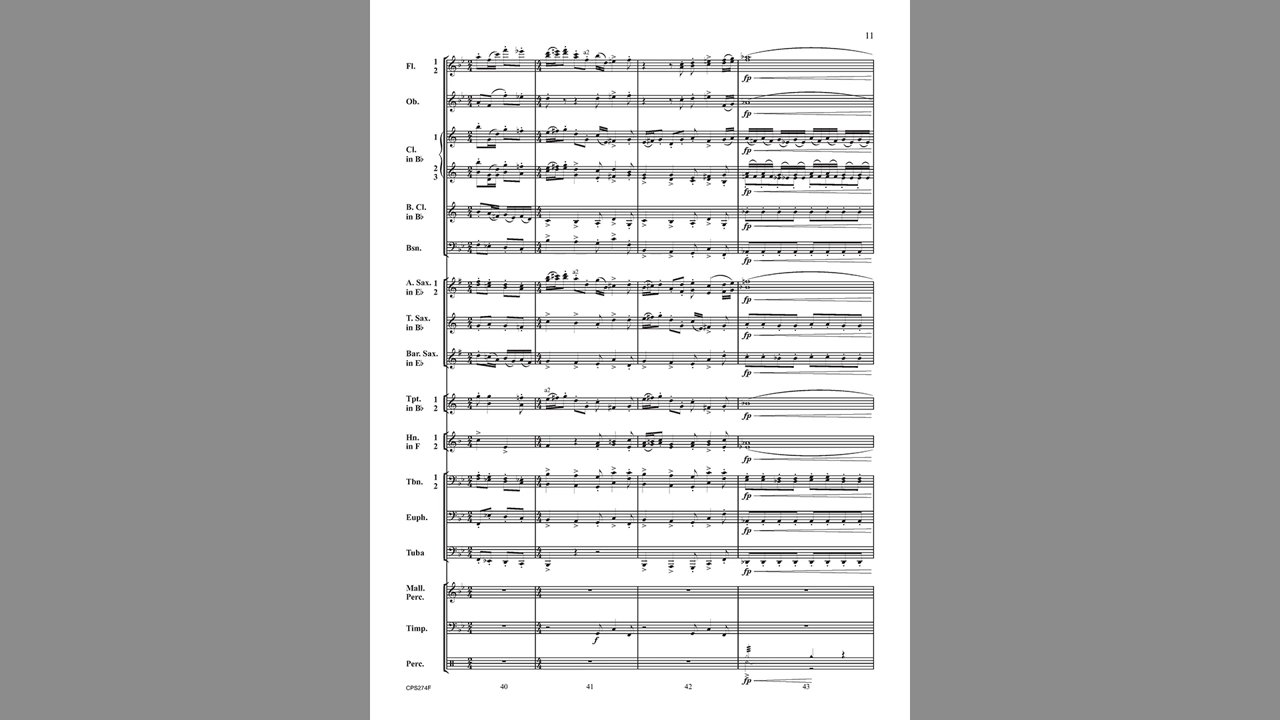 11
Fl. 1 2
a2
fp
Ob.
fp
Cl. in B♭ 1
fp
2 3
fp
B. Cl. in B♭
fp
Bsn.
fp
A. Sax. 1
in E♭ 2
a2
fp
T. Sax.
in B♭
fp
Bar. Sax.
in E♭
fp
Tpt. 1
in B♭ 2
a2
fp
Hn. 1
in F 2
fp
Tbn. 1 2
fp
Euph.
fp
Tuba
fp
Mall.
Perc.
Timp.
f
Perc.
fp
CPS274F 40 41 42 43